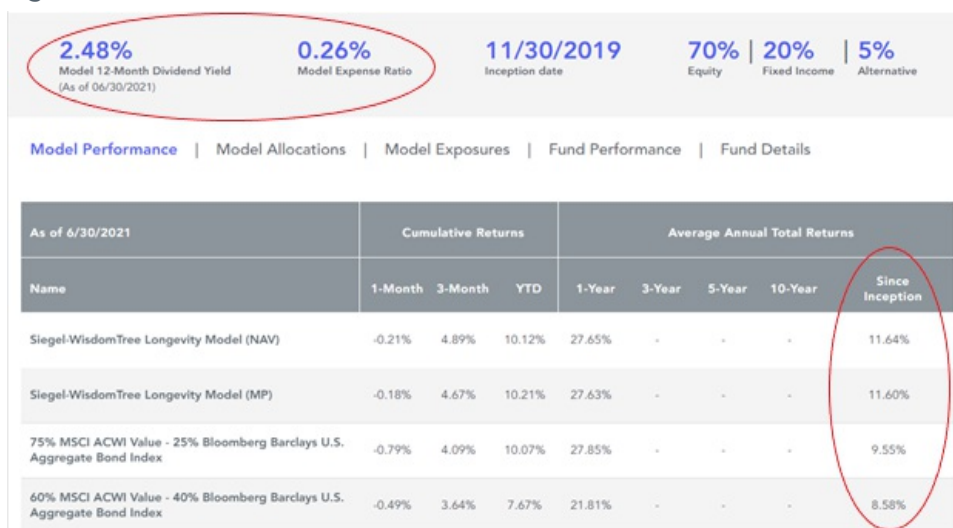 2.48% 0.26% 11/30/2019 70% | 20% | 5%
Model 12-Month Dividend Yield Model Expense Ratio Inception date Equity Fixed Income Alternative
(As of 06/30/2021)
Model Performance | Model Allocations | Model Exposures | Fund Performance | Fund Details
As of 6/30/2021 Cumulative Returns Average Annual Total Returns
Name 1-Month 3-Month YTD 1-Year 3-Year 5-Year 10-Year Since
Inception
Siegel-WisdomTree Longevity Model (NAV) -0.21% 4.89% 10.12% 27.65% - - - 11.64%
Siegel-WisdomTree Longevity Model (MP) -0.18% 4.67% 10.21% 27.63% - - - 11.60%
75% MSCI ACWI Value - 25% Bloomberg Barclays U.S.
Aggregate Bond Index -0.79% 4.09% 10.07% 27.85% - - - 9.55%
60% MSCI ACWI Value - 40% Bloomberg Barclays U.S.
Aggregate Bond Index -0.49% 3.64% 7.67% 21.81% - - - 8.58%